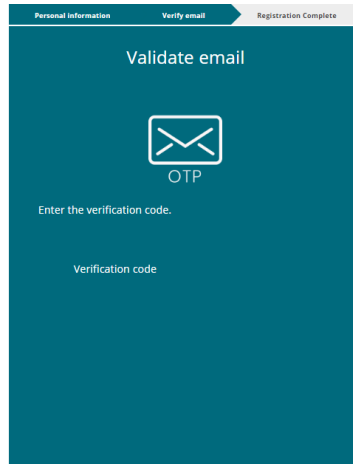 Personal information Verify email Registration Complete
Validate email
OTP
Enter the verification code.
Verification code